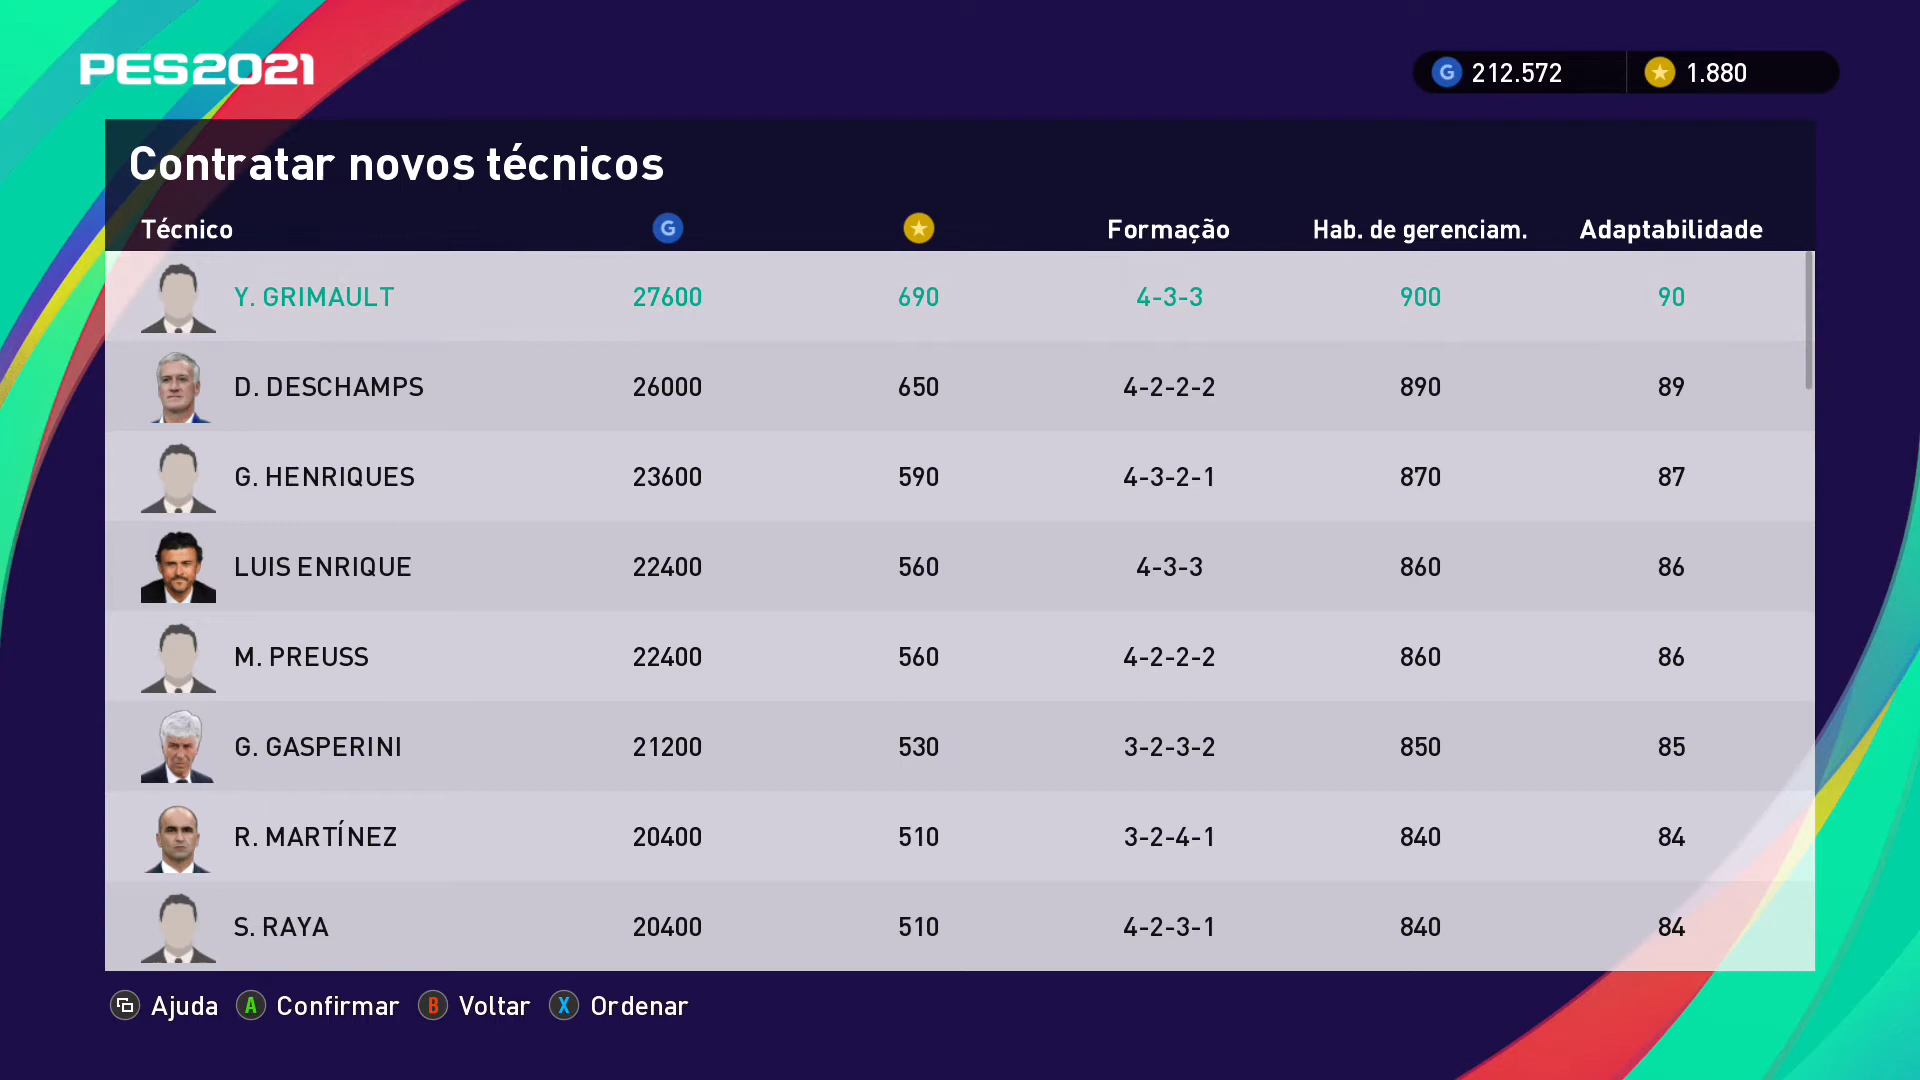 PES2021
G 212.572 1.880
Contratar novos técnicos
Técnico G Formação Hab. de gerenciam. Adaptabilidade
Y. GRIMAULT 27600 690 4-3-3 900 90
D. DESCHAMPS 26000 650 4-2-2-2 890 89
G. HENRIQUES 23600 590 4-3-2-1 870 87
LUIS ENRIQUE 22400 560 4-3-3 860 86
M. PREUSS 22400 560 4-2-2-2 860 86
G. GASPERINI 21200 530 3-2-3-2 850 85
R. MARTÍNEZ 20400 510 3-2-4-1 840 84
S. RAYA 20400 510 4-2-3-1 840 84
Ajuda A Confirmar B Voltar X Ordenar